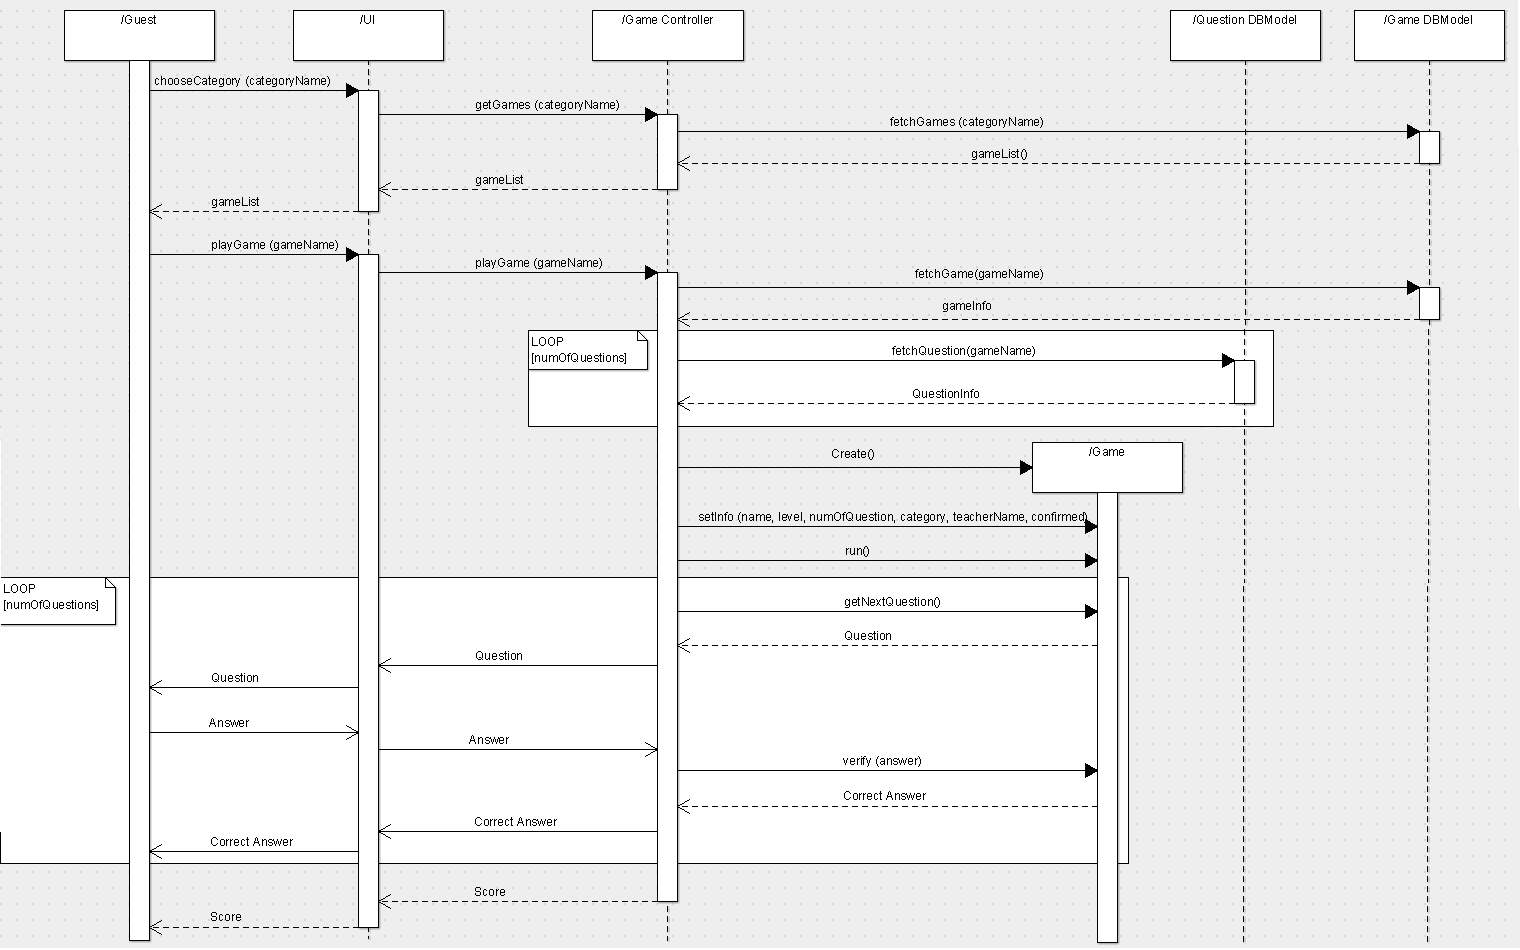 /Guest
/UI
/Game Controller
/Question DBModel
/Game DBModel
chooseCategory (categoryName)
getGames (categoryName)
fetchGames (categoryName)
gameList()
gameList
gameList
playGame (gameName)
playGame (gameName)
fetchGame(gameName)
gameInfo
LOOP
[numOfQuestions]
fetchQuestion(gameName)
QuestionInfo
Create()
/Game
setInfo (name, level, numOfQuestion, category, teacherName, confirmed)
run()
LOOP
[numOfQuestions]
getNextQuestion()
Question
Question
Question
Answer
Answer
verify (answer)
Correct Answer
Correct Answer
Correct Answer
Score
Score